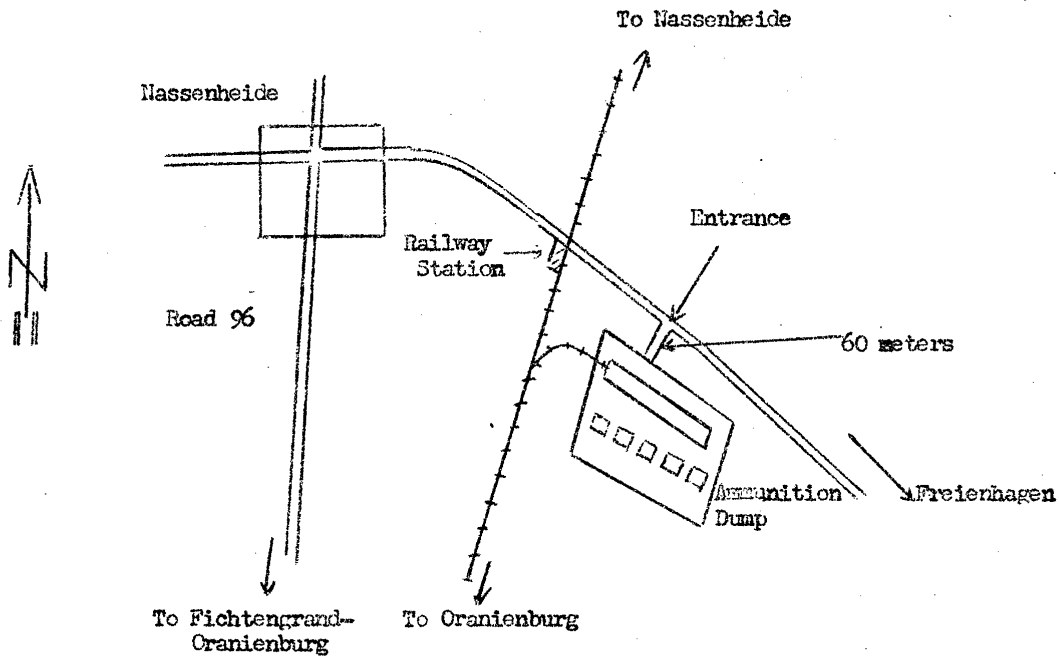 To Nassenheide
Nassenheide
Entrance
Railway
Station
N
Road 96
60 meters
Ammunition
Dump
Freienhagen
To Fichtengrand-
Oranienburg
To Oranienburg